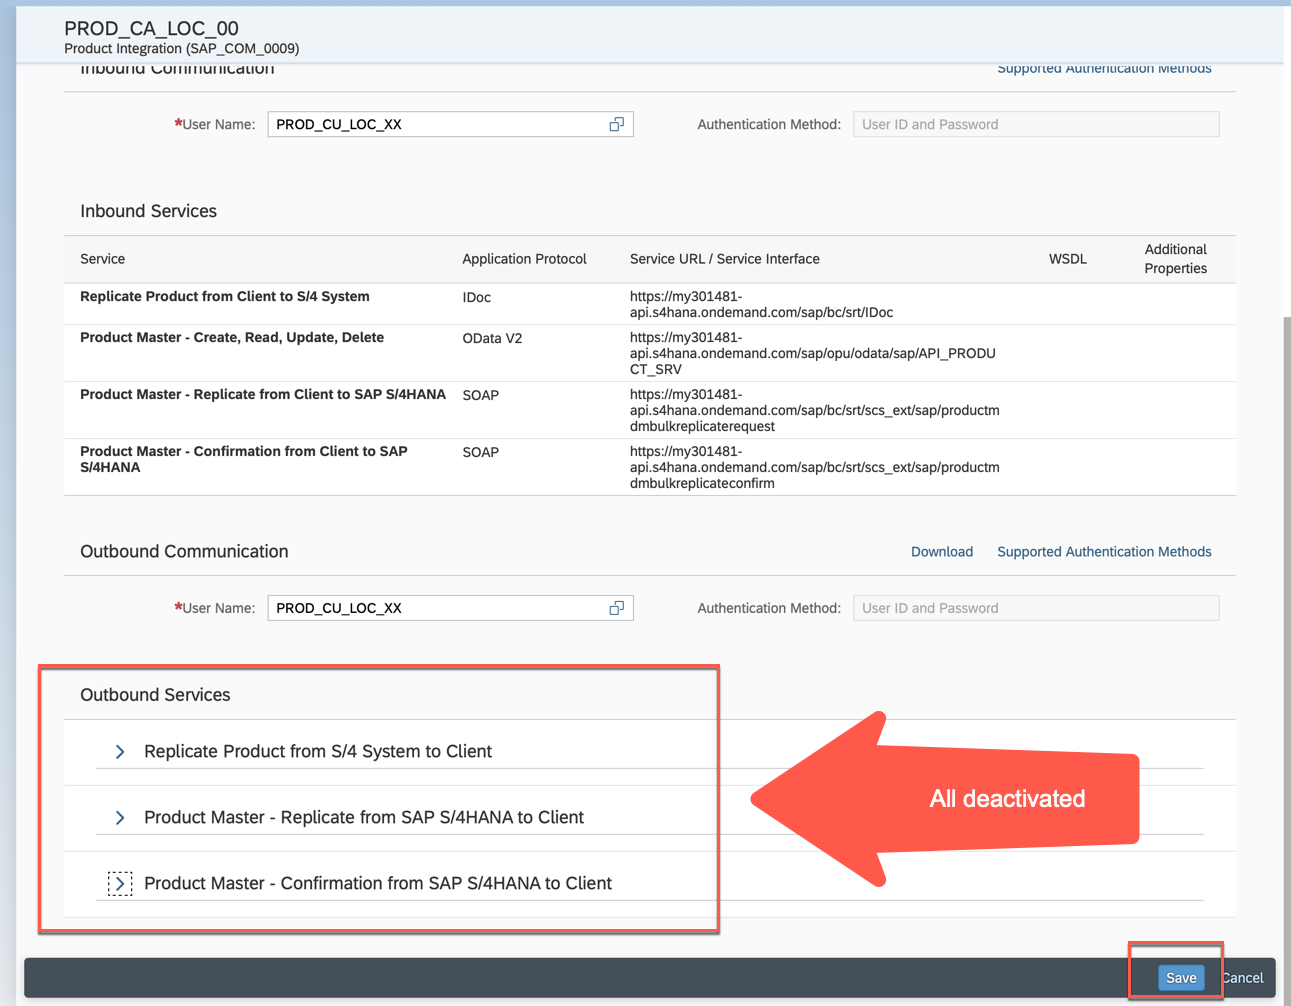 PROD_CA_LOC_00
Product Integration (SAP_COM_0009)
Inbound Communication
Supported Authentication Methods
*User Name:
PROD_CU_LOC_XX
Authentication Method:
User ID and Password
Inbound Services
Service
Application Protocol
Service URL / Service Interface
WSDL
Additional
Properties
Replicate Product from Client to S/4 System
IDoc
https://my301481-
api.s4hana.ondemand.com/sap/bc/srt/IDoc
Product Master - Create, Read, Update, Delete
OData V2
https://my301481-
api.s4hana.ondemand.com/sap/opu/odata/sap/API_PRODU
CT_SRV
Product Master - Replicate from Client to SAP S/4HANA
SOAP
https://my301481-
api.s4hana.ondemand.com/sap/bc/srt/scs_ext/sap/productm
dmbulkreplicaterequest
Product Master - Confirmation from Client to SAP
S/4HANA
SOAP
https://my301481-
api.s4hana.ondemand.com/sap/bc/srt/scs_ext/sap/productm
dmbulkreplicateconfirm
Outbound Communication
Download
Supported Authentication Methods
*User Name:
PROD_CU_LOC_XX
Authentication Method:
User ID and Password
Outbound Services
Replicate Product from S/4 System to Client
Product Master - Replicate from SAP S/4HANA to Client
Product Master - Confirmation from SAP S/4HANA to Client
All deactivated
Save
Cancel